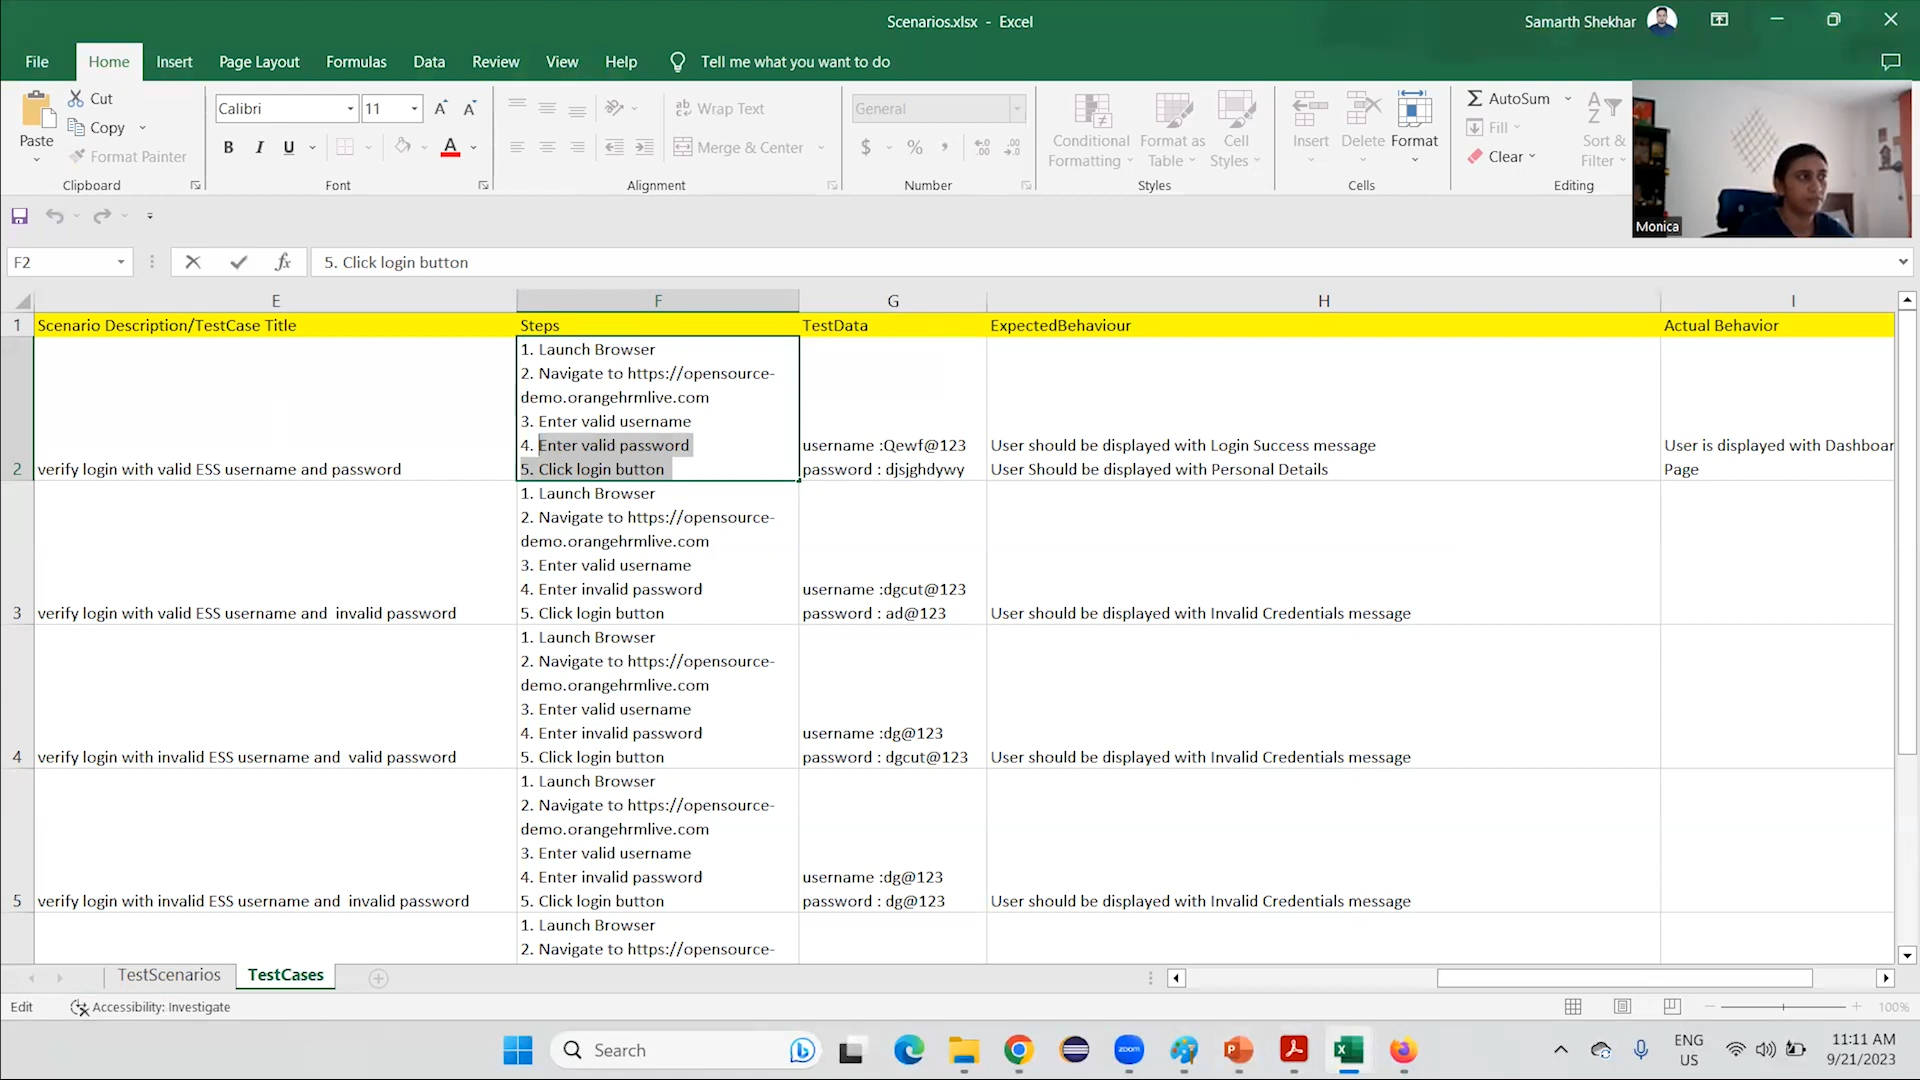 Scenarios.xlsx - Excel
Samarth Shekhar
File Home Insert Page Layout Formulas Data Review View Help Tell me what you want to do
Paste
Cut
Copy
Format Painter
Clipboard
Calibri 11
B I U
Font
ab Wrap Text
Merge & Center
Alignment
General
$ % ,
Number
Conditional Formatting
Format as Table
Cell Styles
Styles
Insert Delete Format
Cells
AutoSum
Fill
Clear
Sort & Filter
Editing
Monica
F2
fx
5. Click login button
E F G H I
1 Scenario Description/TestCase Title Steps TestData ExpectedBehaviour Actual Behavior
1. Launch Browser
2. Navigate to https://opensource-
demo.orangehrmlive.com
3. Enter valid username
4. Enter valid password username :Qewf@123 User should be displayed with Login Success message User is displayed with Dashboar
2 verify login with valid ESS username and password 5. Click login button password : djsjghdywy User Should be displayed with Personal Details Page
1. Launch Browser
2. Navigate to https://opensource-
demo.orangehrmlive.com
3. Enter valid username
4. Enter invalid password username :dgcut@123
3 verify login with valid ESS username and  invalid password 5. Click login button password : ad@123 User should be displayed with Invalid Credentials message
1. Launch Browser
2. Navigate to https://opensource-
demo.orangehrmlive.com
3. Enter valid username
4. Enter invalid password username :dg@123
4 verify login with invalid ESS username and  valid password 5. Click login button password : dgcut@123 User should be displayed with Invalid Credentials message
1. Launch Browser
2. Navigate to https://opensource-
demo.orangehrmlive.com
3. Enter valid username
4. Enter invalid password username :dg@123
5 verify login with invalid ESS username and  invalid password 5. Click login button password : dg@123 User should be displayed with Invalid Credentials message
1. Launch Browser
2. Navigate to https://opensource-
TestScenarios TestCases
Edit Accessibility: Investigate 100%
Search
zoom
ENG
US
11:11 AM
9/21/2023